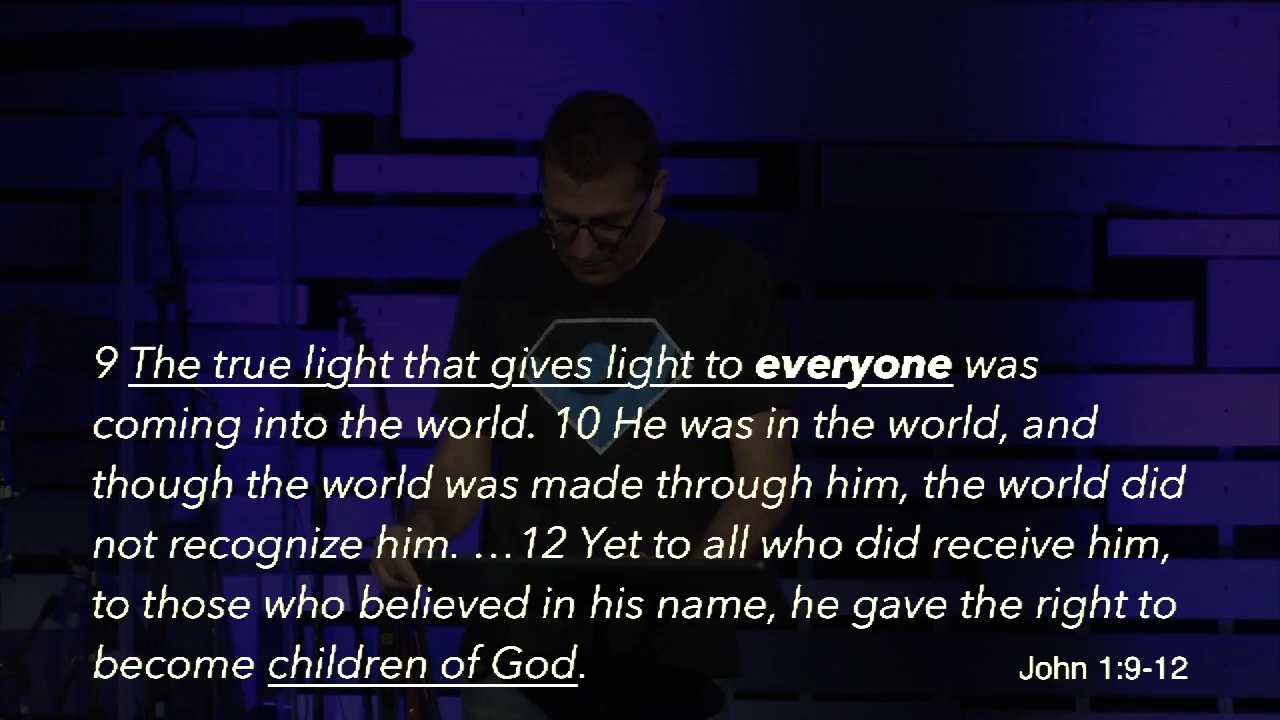 9 The true light that gives light to everyone was
coming into the world. 10 He was in the world, and
though the world was made through him, the world did
not recognize him. …12 Yet to all who did receive him,
to those who believed in his name, he gave the right to
become children of God.
John 1:9-12